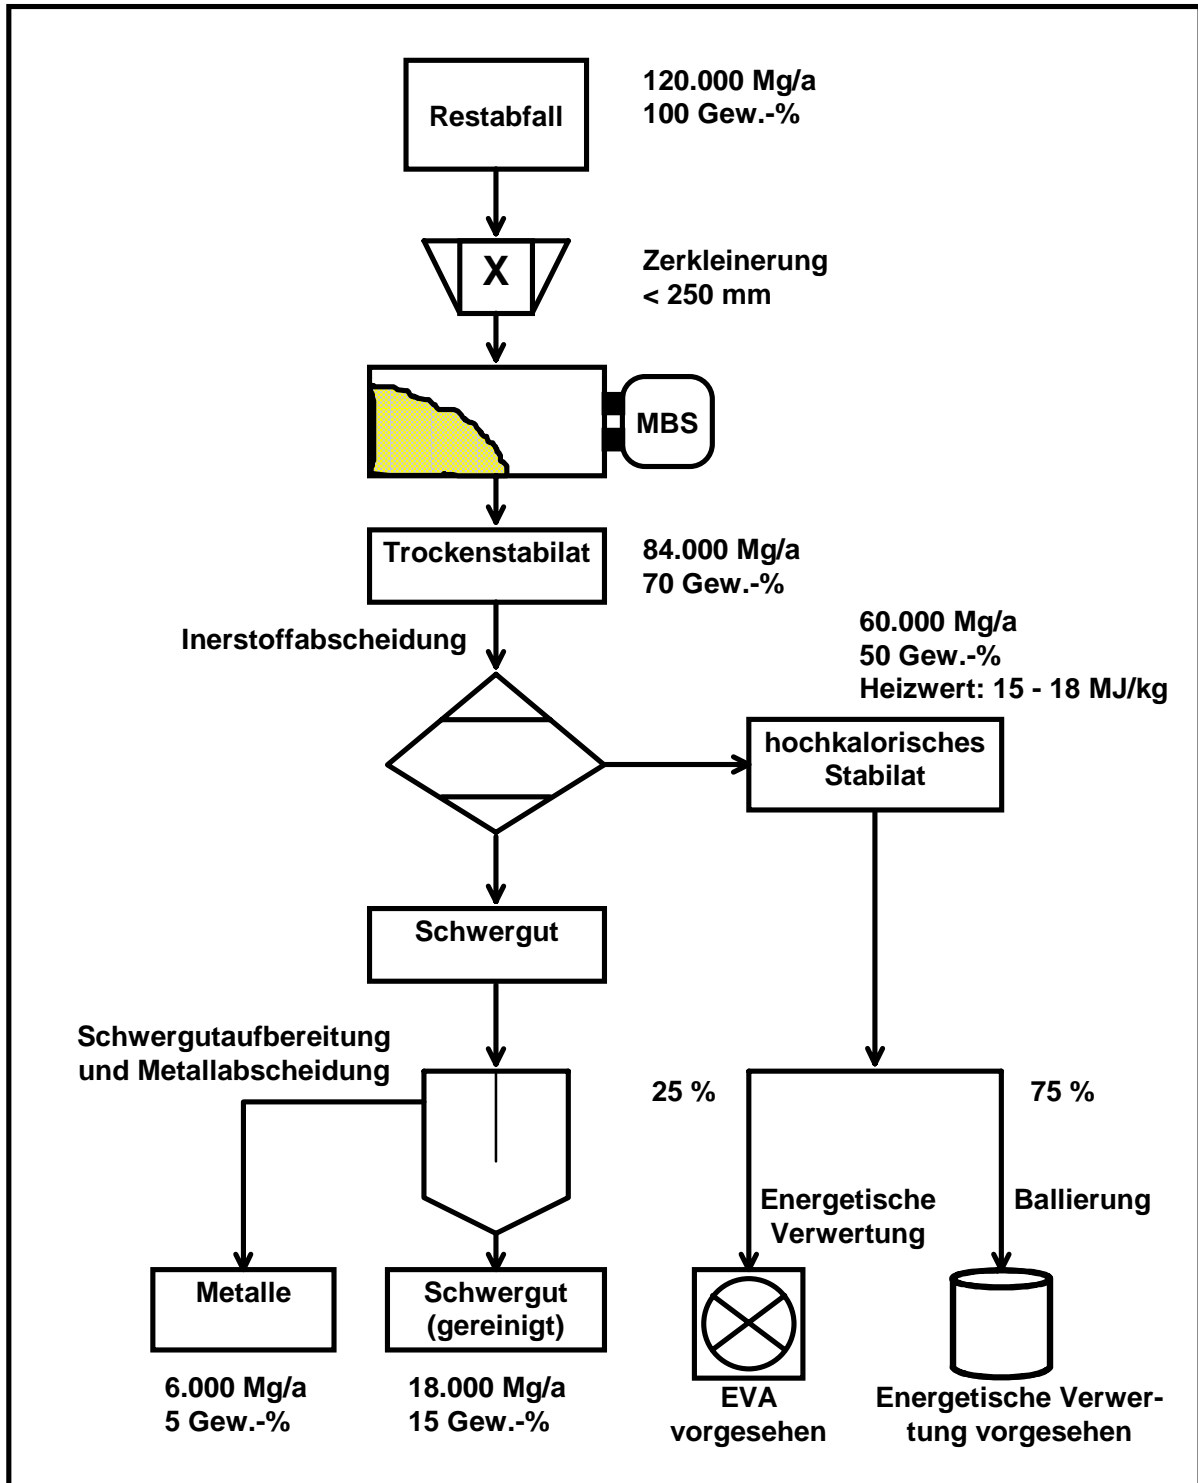 Restabfall
120.000 Mg/a
100 Gew.-%
X
Zerkleinerung
< 250 mm
MBS
Trockenstabilat
84.000 Mg/a
70 Gew.-%
Inerstoffabscheidung
60.000 Mg/a
50 Gew.-%
Heizwert: 15 - 18 MJ/kg
hochkalorisches
Stabilat
Schwergut
Schwergutaufbereitung
und Metallabscheidung
25 %
75 %
Energetische
Verwertung
Ballierung
Metalle
Schwergut
(gereinigt)
6.000 Mg/a
5 Gew.-%
18.000 Mg/a
15 Gew.-%
EVA
vorgesehen
Energetische Verwer-
tung vorgesehen